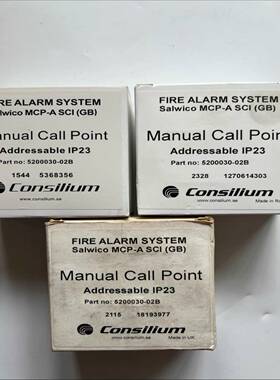 FIRE ALARM SYSTEM
Salwico MCP-A SCI (GB)
Manual Call Point
Addressable IP23
Part no: 5200030-02B
1544 5368356
Consilium
www.consilium.se
FIRE ALARM SYSTEM
Salwico MCP-A SCI (GB)
Manual Call Point
Addressable IP23
Part no: 5200030-02B
2328 1270614303
Consilium
www.consilium.se Made in
FIRE ALARM SYSTEM
Salwico MCP-A SCI (GB)
Manual Call Point
Addressable IP23
Part no: 5200030-02B
2115 18193977
Consilium
www.consilium.se Made in UK